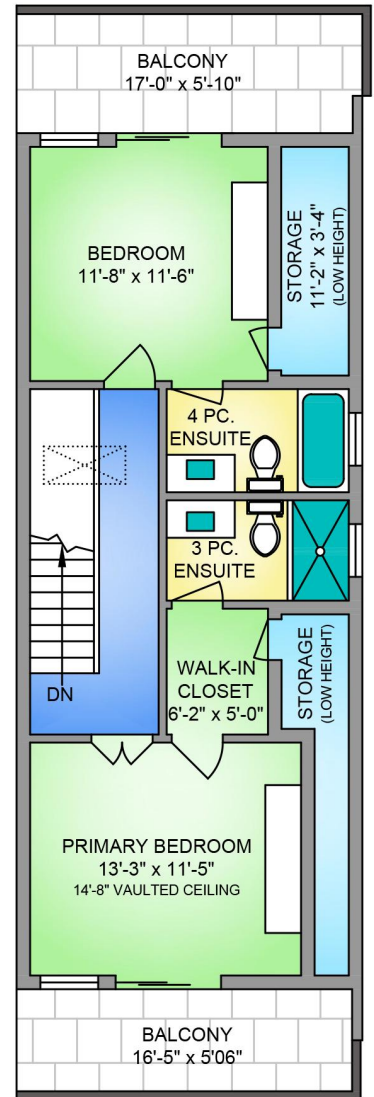 BALCONY
17'-0" x 5'-10"
BEDROOM
11'-8" x 11'-6"
STORAGE
11'-2" x 3'-4"
(LOW HEIGHT)
4 PC.
ENSUITE
3 PC.
ENSUITE
DN
WALK-IN
CLOSET
6'-2" x 5'-0"
STORAGE
(LOW HEIGHT)
PRIMARY BEDROOM
13'-3" x 11'-5"
14'-8" VAULTED CEILING
BALCONY
16'-5" x 5'06"